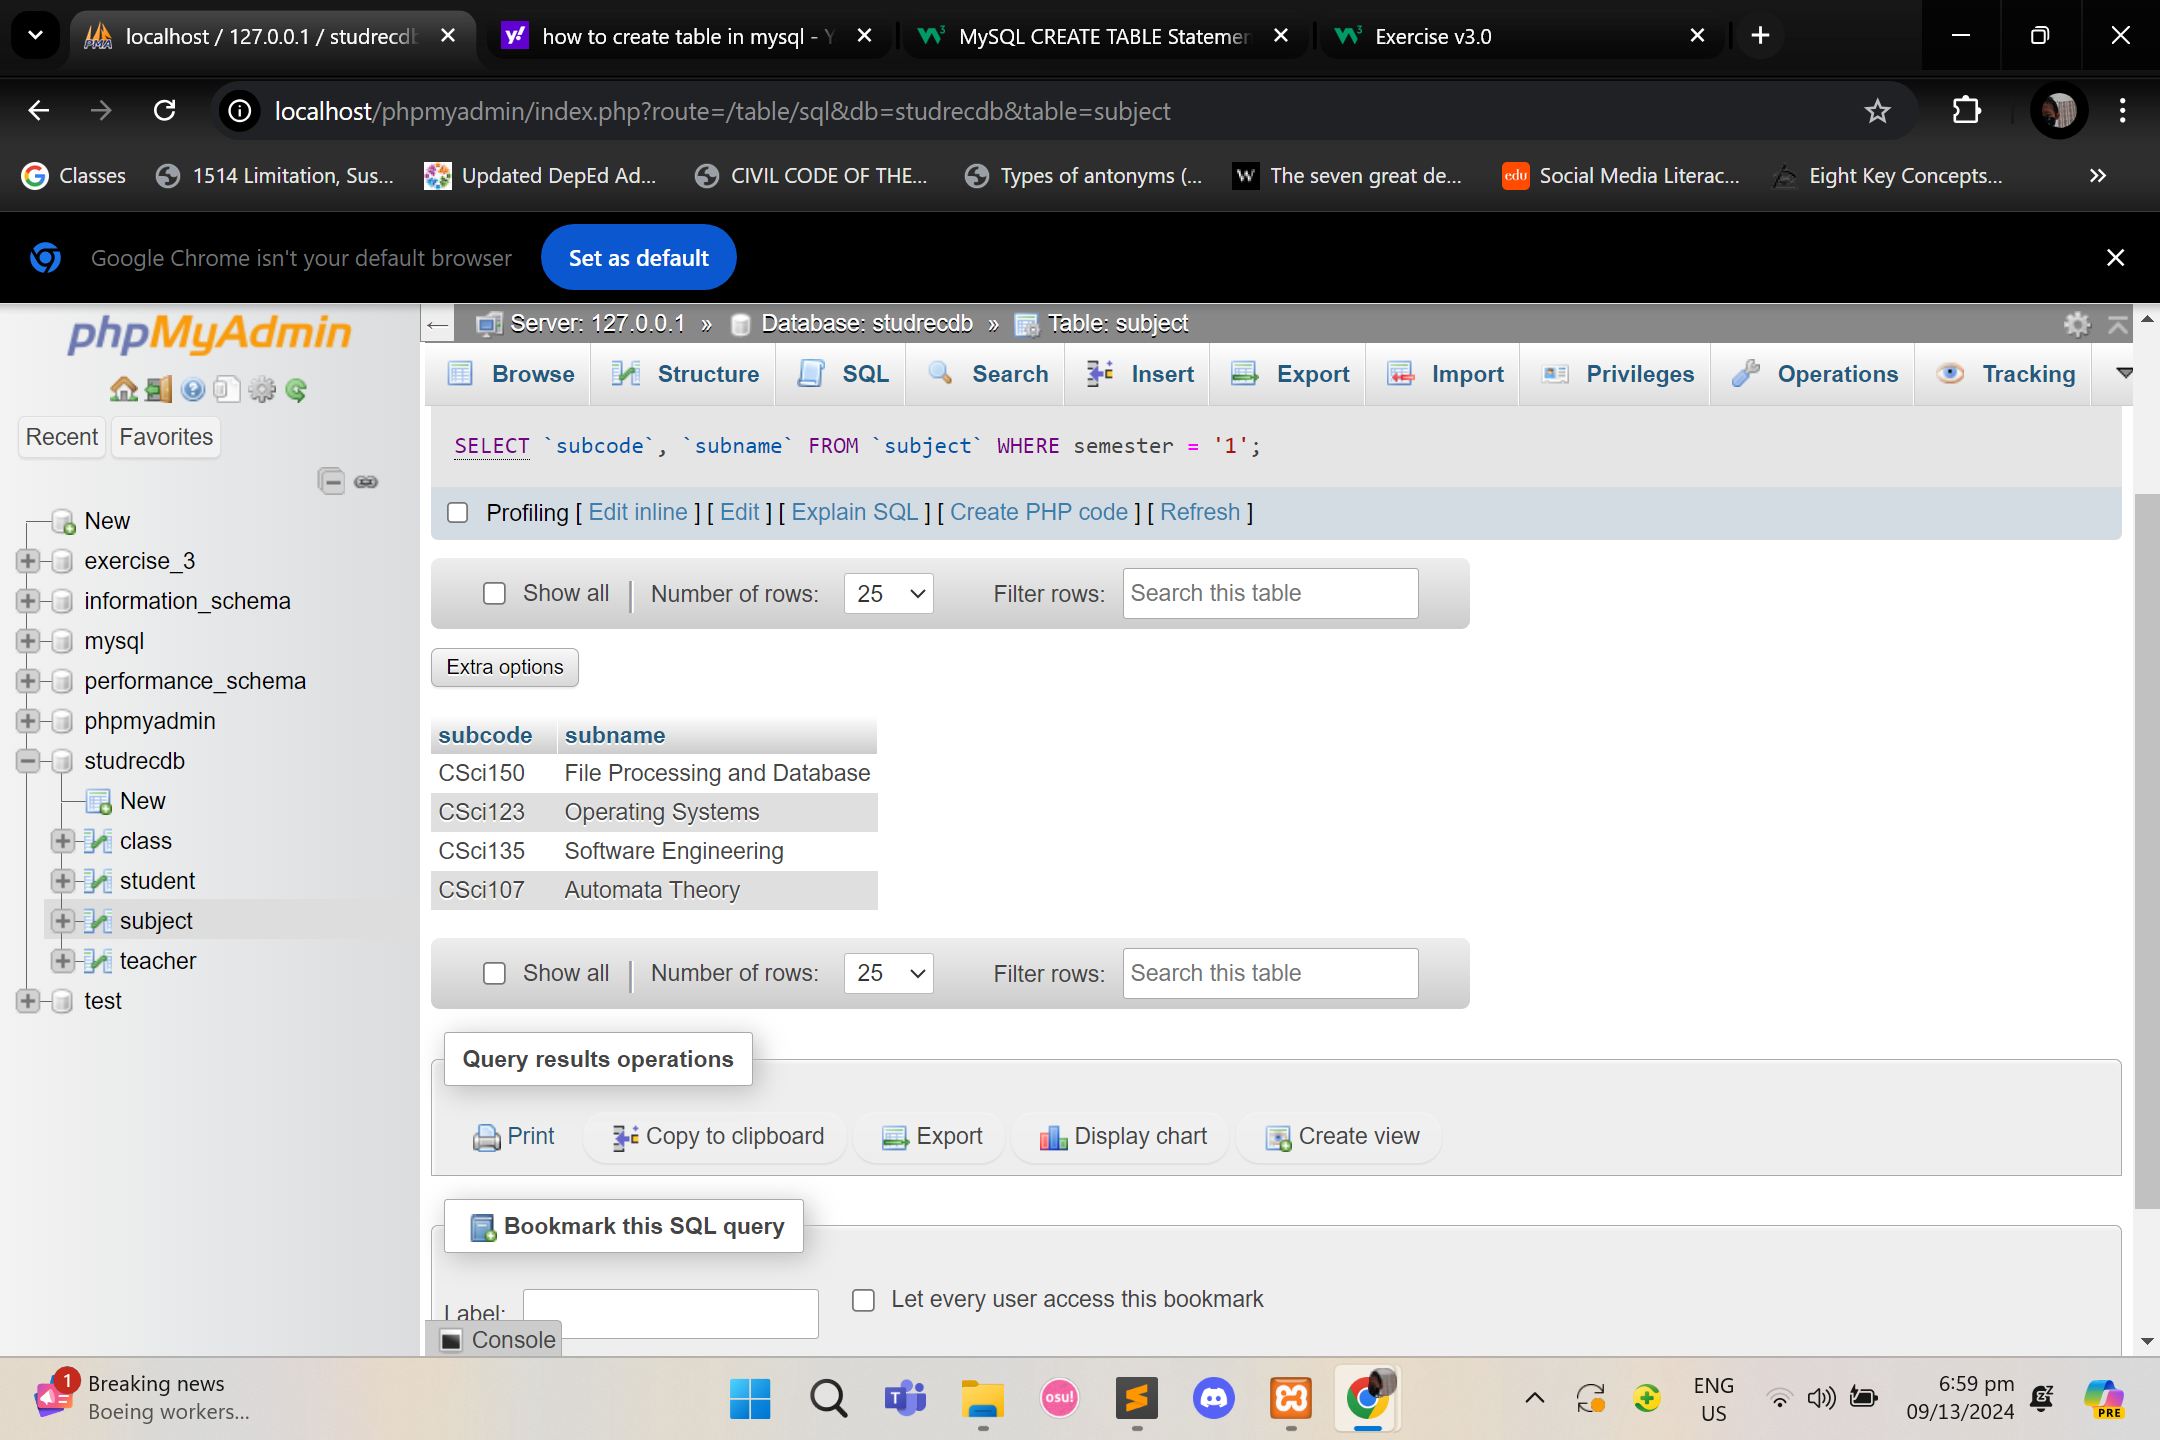 localhost / 127.0.0.1 / studrecdb
how to create table in mysql - Y
MySQL CREATE TABLE Statemen
Exercise v3.0
localhost/phpmyadmin/index.php?route=/table/sql&db=studrecdb&table=subject
Classes
1514 Limitation, Sus...
Updated DepEd Ad...
CIVIL CODE OF THE...
Types of antonyms (...
W The seven great de...
edu Social Media Literac...
Eight Key Concepts...
Google Chrome isn't your default browser
Set as default
phpMyAdmin
Recent
Favorites
New
exercise_3
information_schema
mysql
performance_schema
phpmyadmin
studrecdb
New
class
student
subject
teacher
test
Server: 127.0.0.1 » Database: studrecdb » Table: subject
Browse
Structure
SQL
Search
Insert
Export
Import
Privileges
Operations
Tracking
SELECT `subcode`, `subname` FROM `subject` WHERE semester = '1';
Profiling [ Edit inline ] [ Edit ] [ Explain SQL ] [ Create PHP code ] [ Refresh ]
Show all | Number of rows: 25 Filter rows: Search this table
Extra options
subcode subname
CSci150 File Processing and Database
CSci123 Operating Systems
CSci135 Software Engineering
CSci107 Automata Theory
Show all | Number of rows: 25 Filter rows: Search this table
Query results operations
Print
Copy to clipboard
Export
Display chart
Create view
Bookmark this SQL query
Label:
Let every user access this bookmark
Console
1
Breaking news
Boeing workers...
osu!
ENG
US
6:59 pm
09/13/2024
PRE